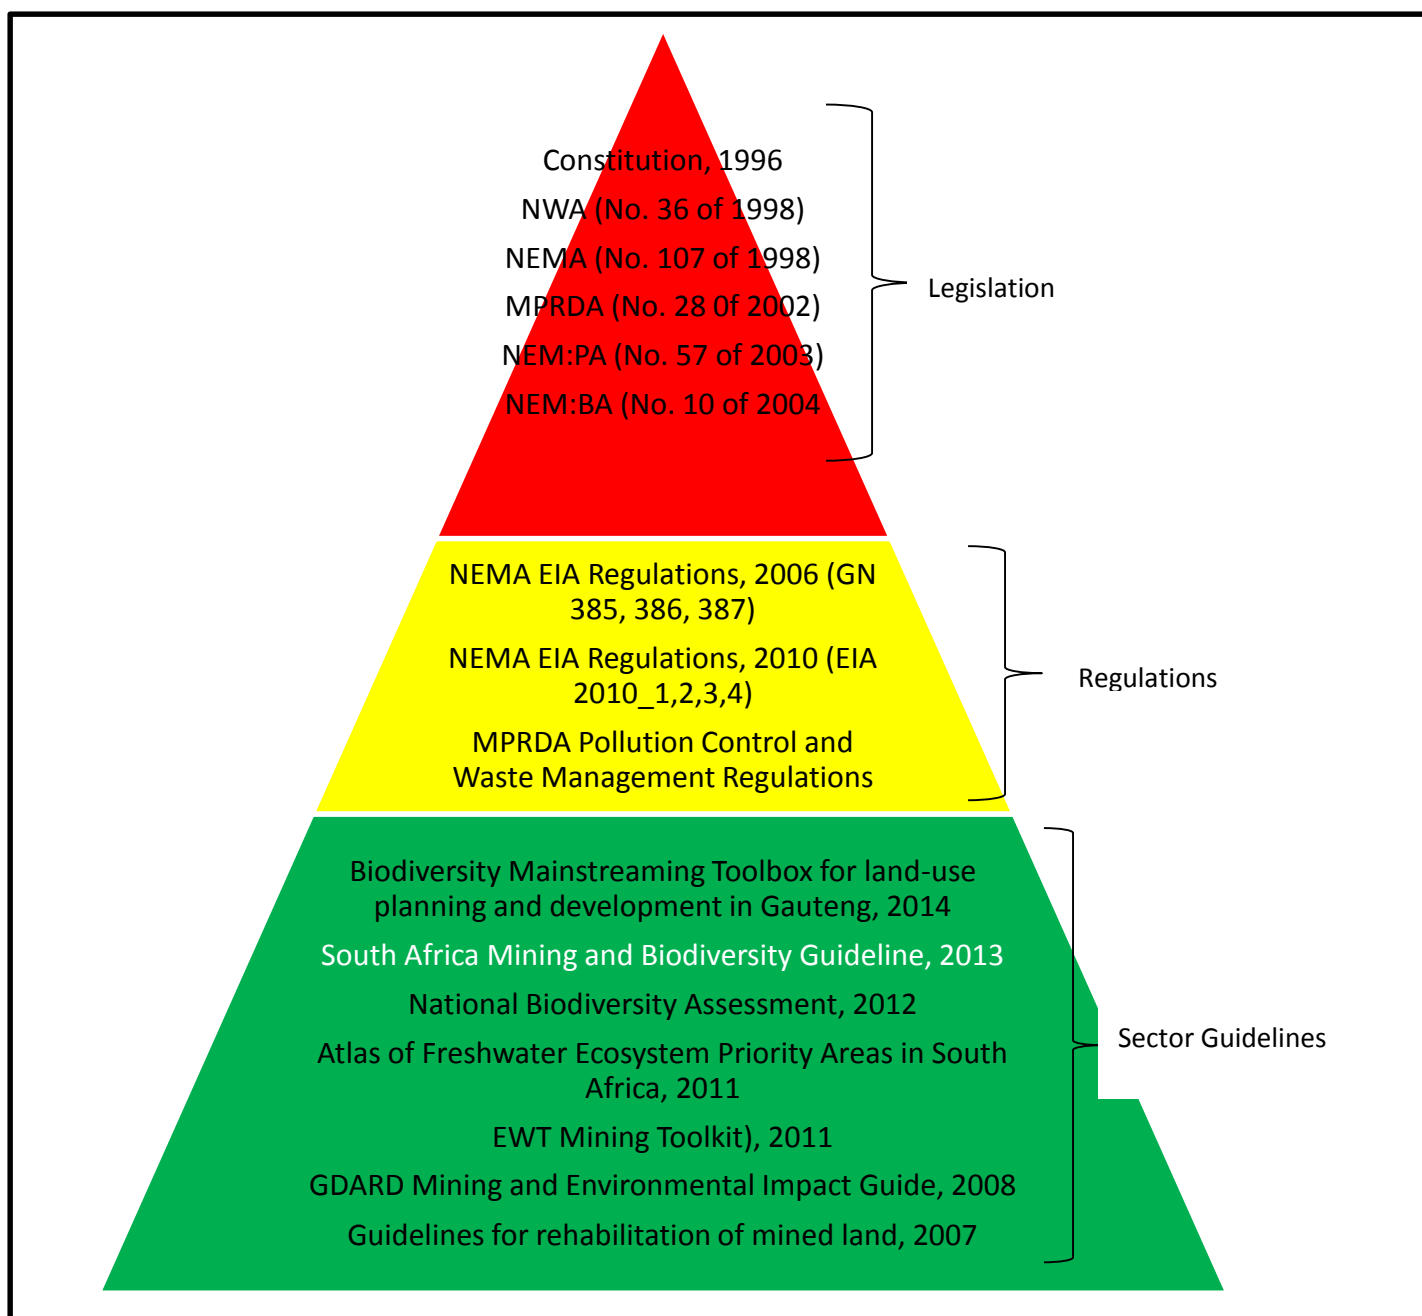 Constitution, 1996
NWA (No. 36 of 1998)
NEMA (No. 107 of 1998)
MPRDA (No. 28 0f 2002)
NEM:PA (No. 57 of 2003)
NEM:BA (No. 10 of 2004
Legislation
NEMA EIA Regulations, 2006 (GN
385, 386, 387)
NEMA EIA Regulations, 2010 (EIA
2010_1,2,3,4)
MPRDA Pollution Control and
Waste Management Regulations
Regulations
Biodiversity Mainstreaming Toolbox for land-use
planning and development in Gauteng, 2014
South Africa Mining and Biodiversity Guideline, 2013
National Biodiversity Assessment, 2012
Atlas of Freshwater Ecosystem Priority Areas in South
Africa, 2011
EWT Mining Toolkit), 2011
GDARD Mining and Environmental Impact Guide, 2008
Guidelines for rehabilitation of mined land, 2007
Sector Guidelines